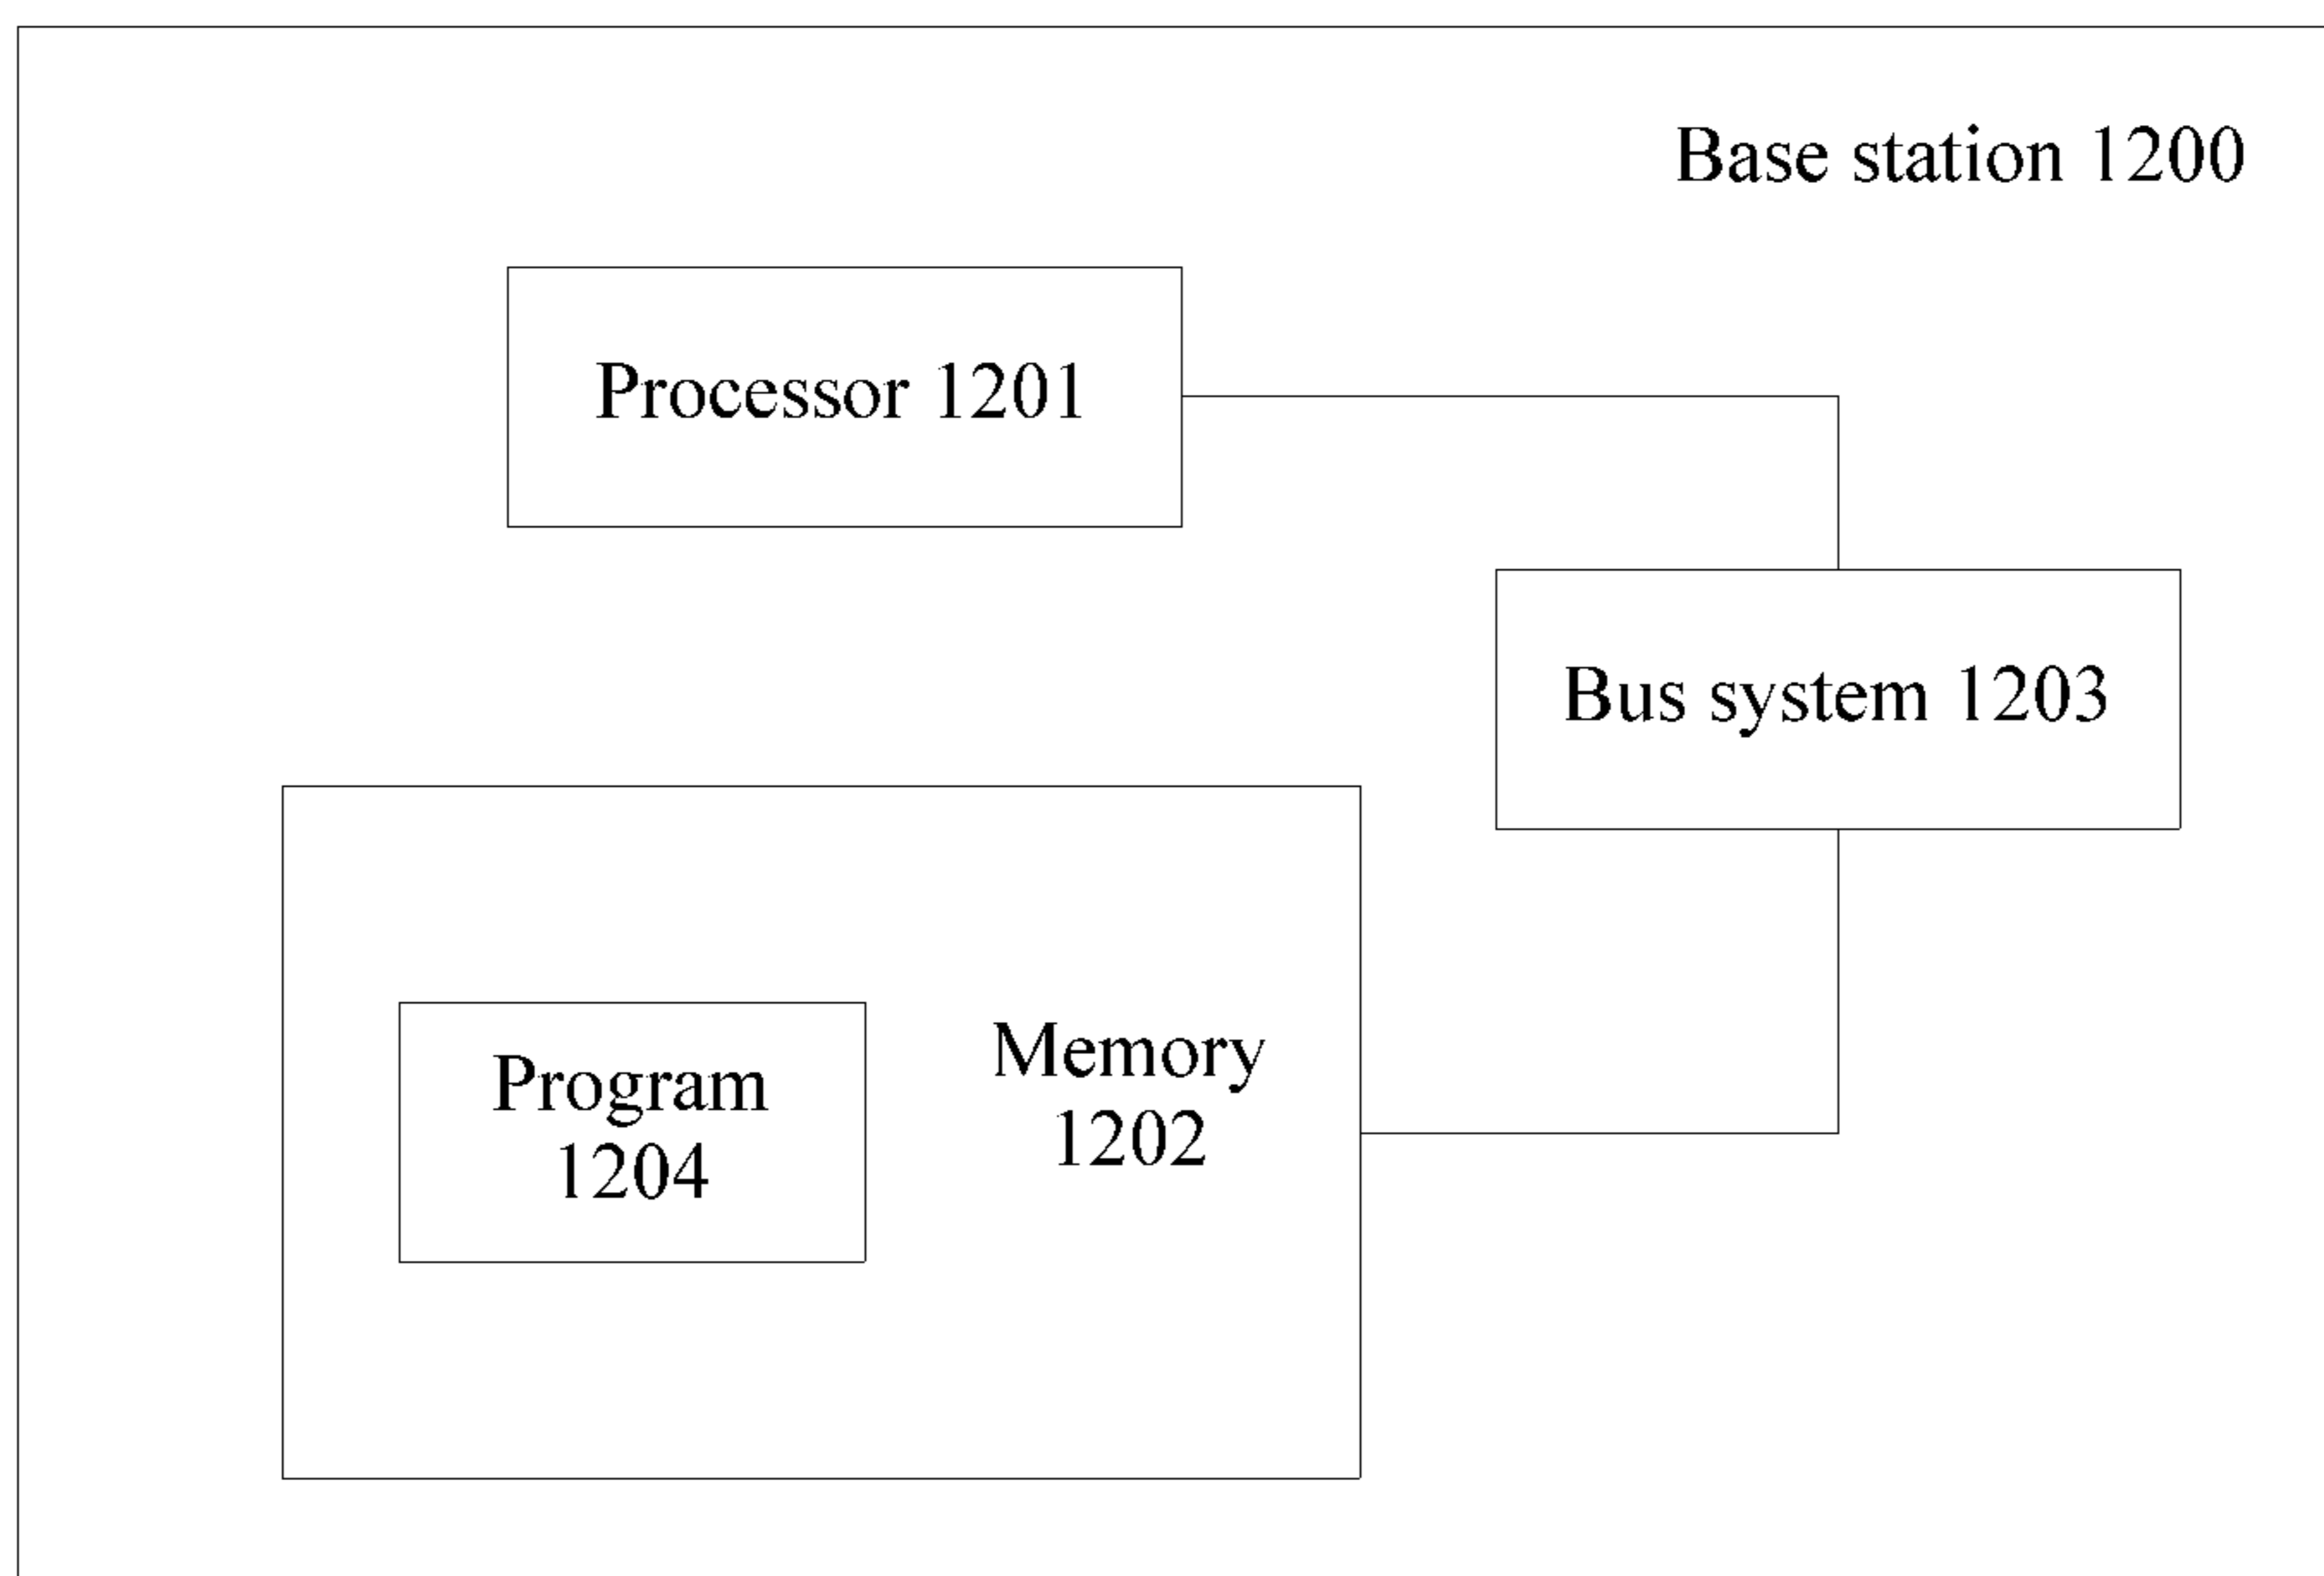 Base station 1200
Processor 1201
Bus system 1203
Program
1204
Memory
1202